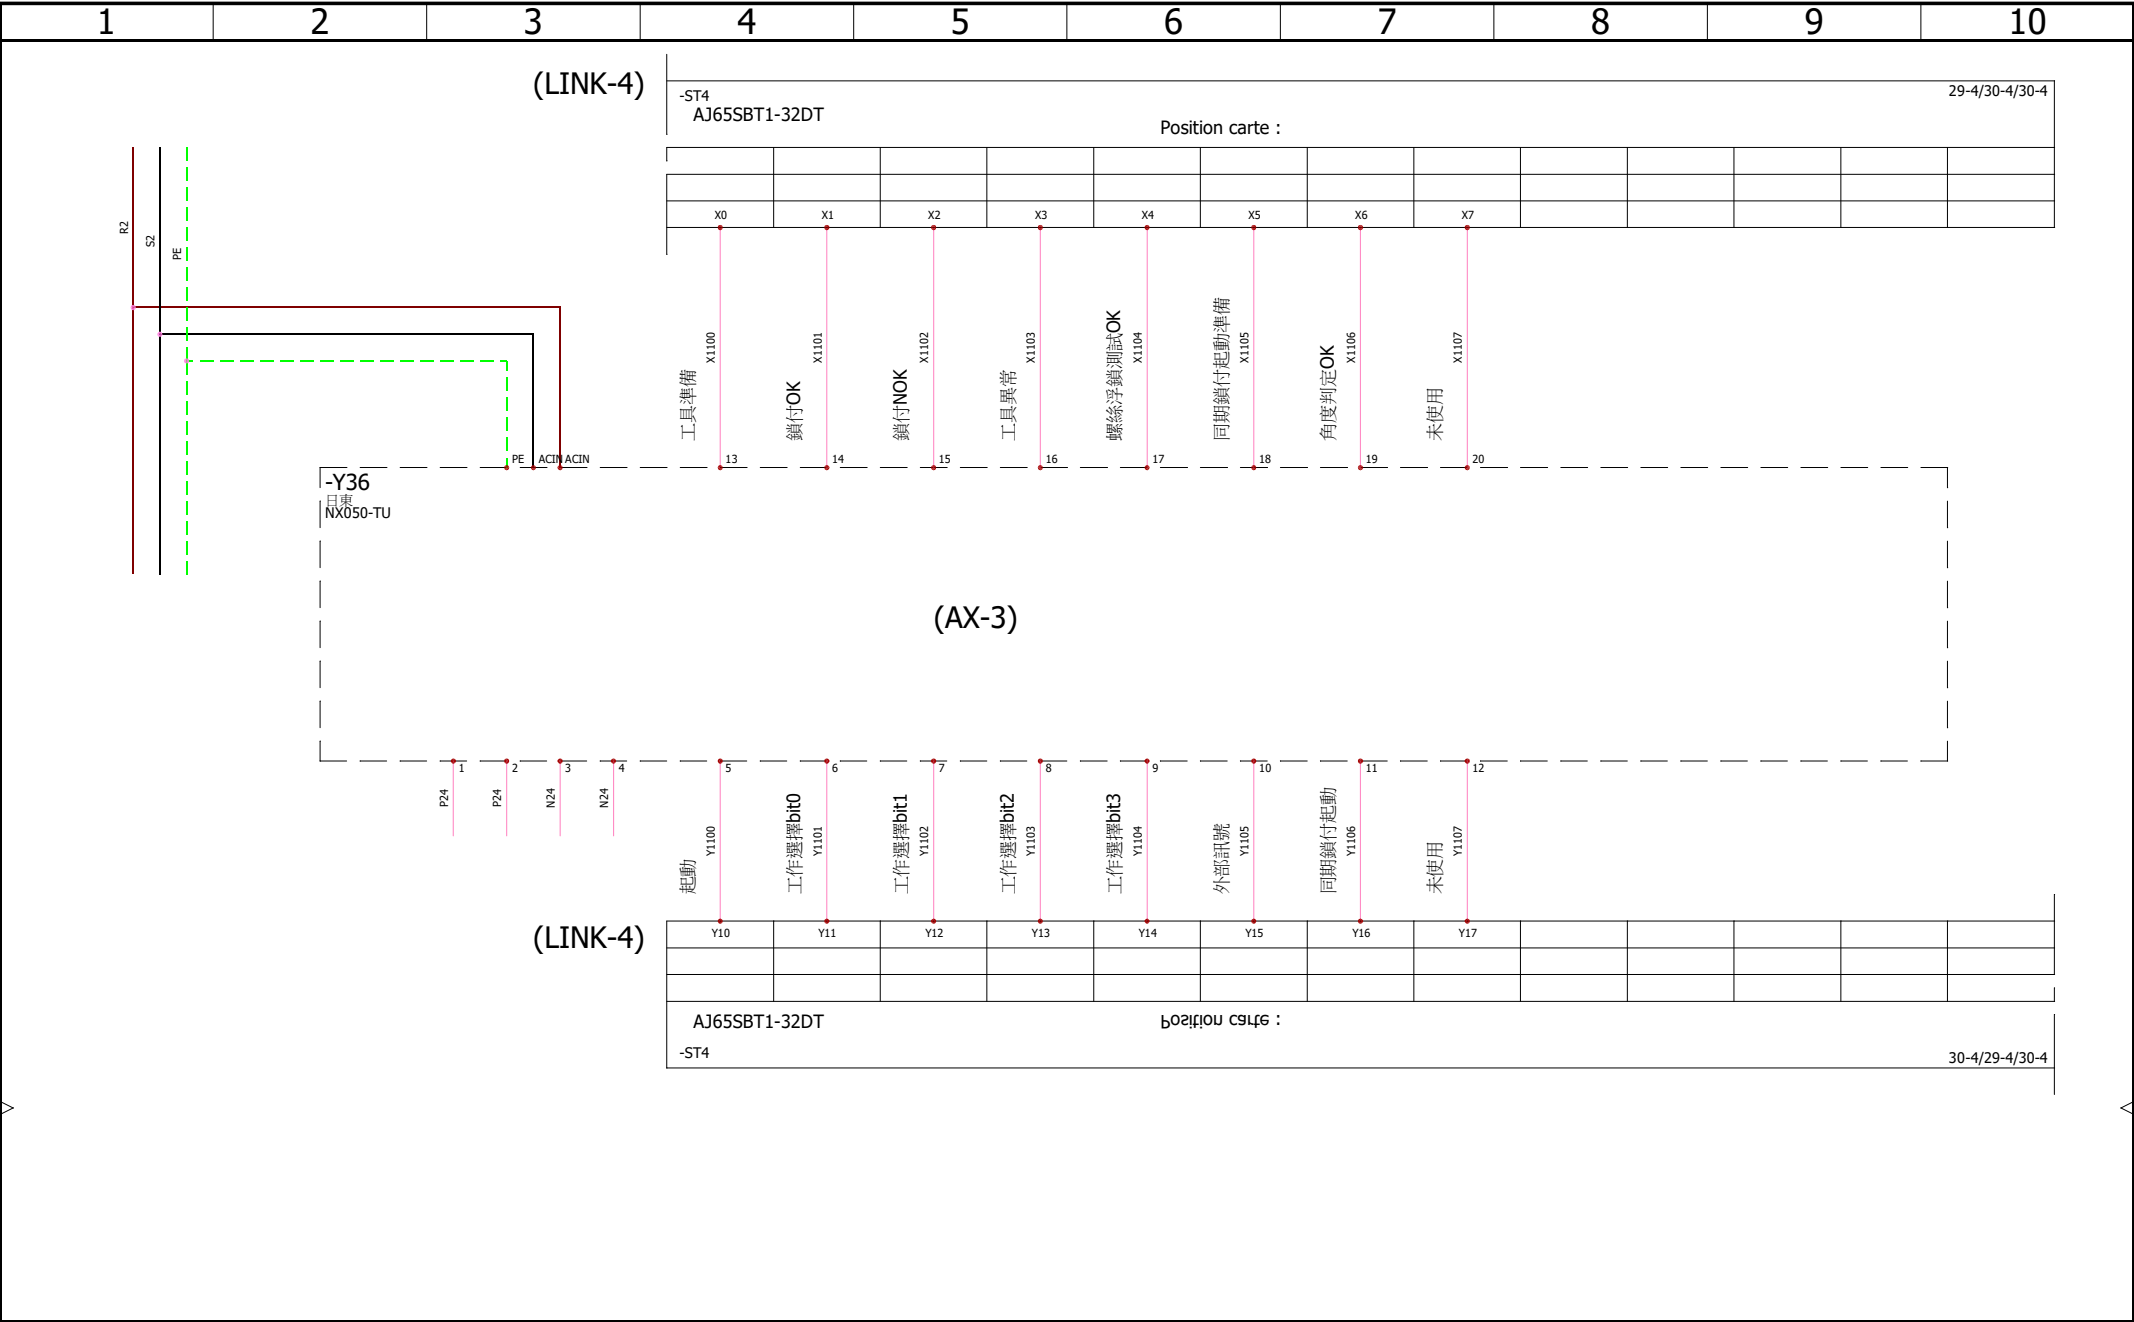 1 2 3 4 5 6 7 8 9 10
(LINK-4)
-ST4
29-4/30-4/30-4
AJ65SBT1-32DT
Position carte :
X0 X1 X2 X3 X4 X5 X6 X7
R2
S2
PE
工具準備
X1100
鎖付OK
X1101
鎖付NOK
X1102
工具異常
X1103
螺絲浮鎖測試OK
X1104
同期鎖付起動準備
X1105
角度判定OK
X1106
未使用
X1107
PE ACIN ACIN 13 14 15 16 17 18 19 20
-Y36
日東
NX050-TU
(AX-3)
1 2 3 4 5 6 7 8 9 10 11 12
P24
P24
N24
N24
起動
Y1100
工作選擇bit0
Y1101
工作選擇bit1
Y1102
工作選擇bit2
Y1103
工作選擇bit3
Y1104
外部訊號
Y1105
同期鎖付起動
Y1106
未使用
Y1107
(LINK-4)
Y10 Y11 Y12 Y13 Y14 Y15 Y16 Y17
AJ65SBT1-32DT
Position carte :
-ST4
30-4/29-4/30-4